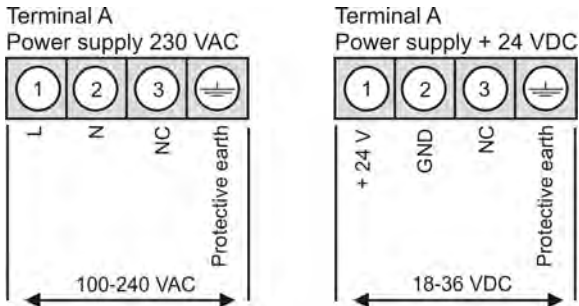 Terminal A
Power supply 230 VAC
1 2 3
L N NC Protective earth
100-240 VAC
Terminal A
Power supply + 24 VDC
1 2 3
+ 24 V GND NC Protective earth
18-36 VDC